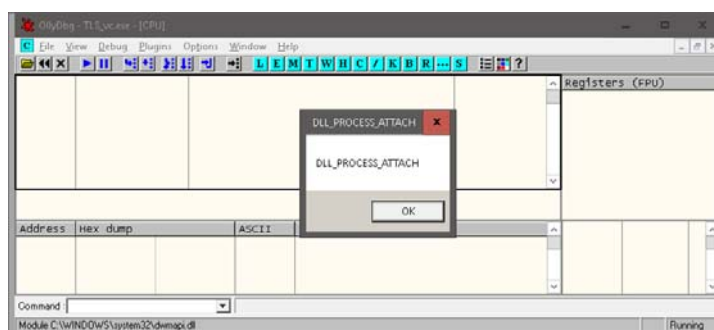 OllyDbg - TLS_vc.exe - [CPU]
C File View Debug Plugins Options Window Help
L E M T W H C / K B R ... S ?
Registers (FPU)
DLL_PROCESS_ATTACH
DLL_PROCESS_ATTACH
OK
Address Hex dump ASCII
Command :
Module C:\WINDOWS\system32\dwmapi.dll
Running